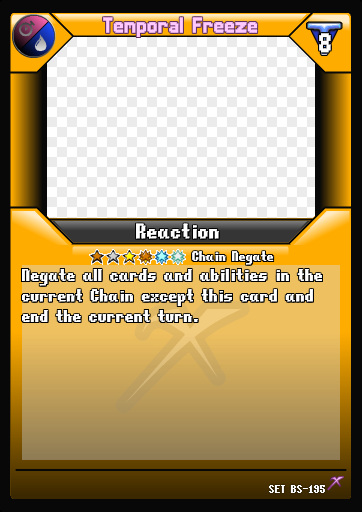 Temporal Freeze
8
Reaction
Chain Negate
Negate all cards and abilities in the
current Chain except this card and
end the current turn.
SET BS-195